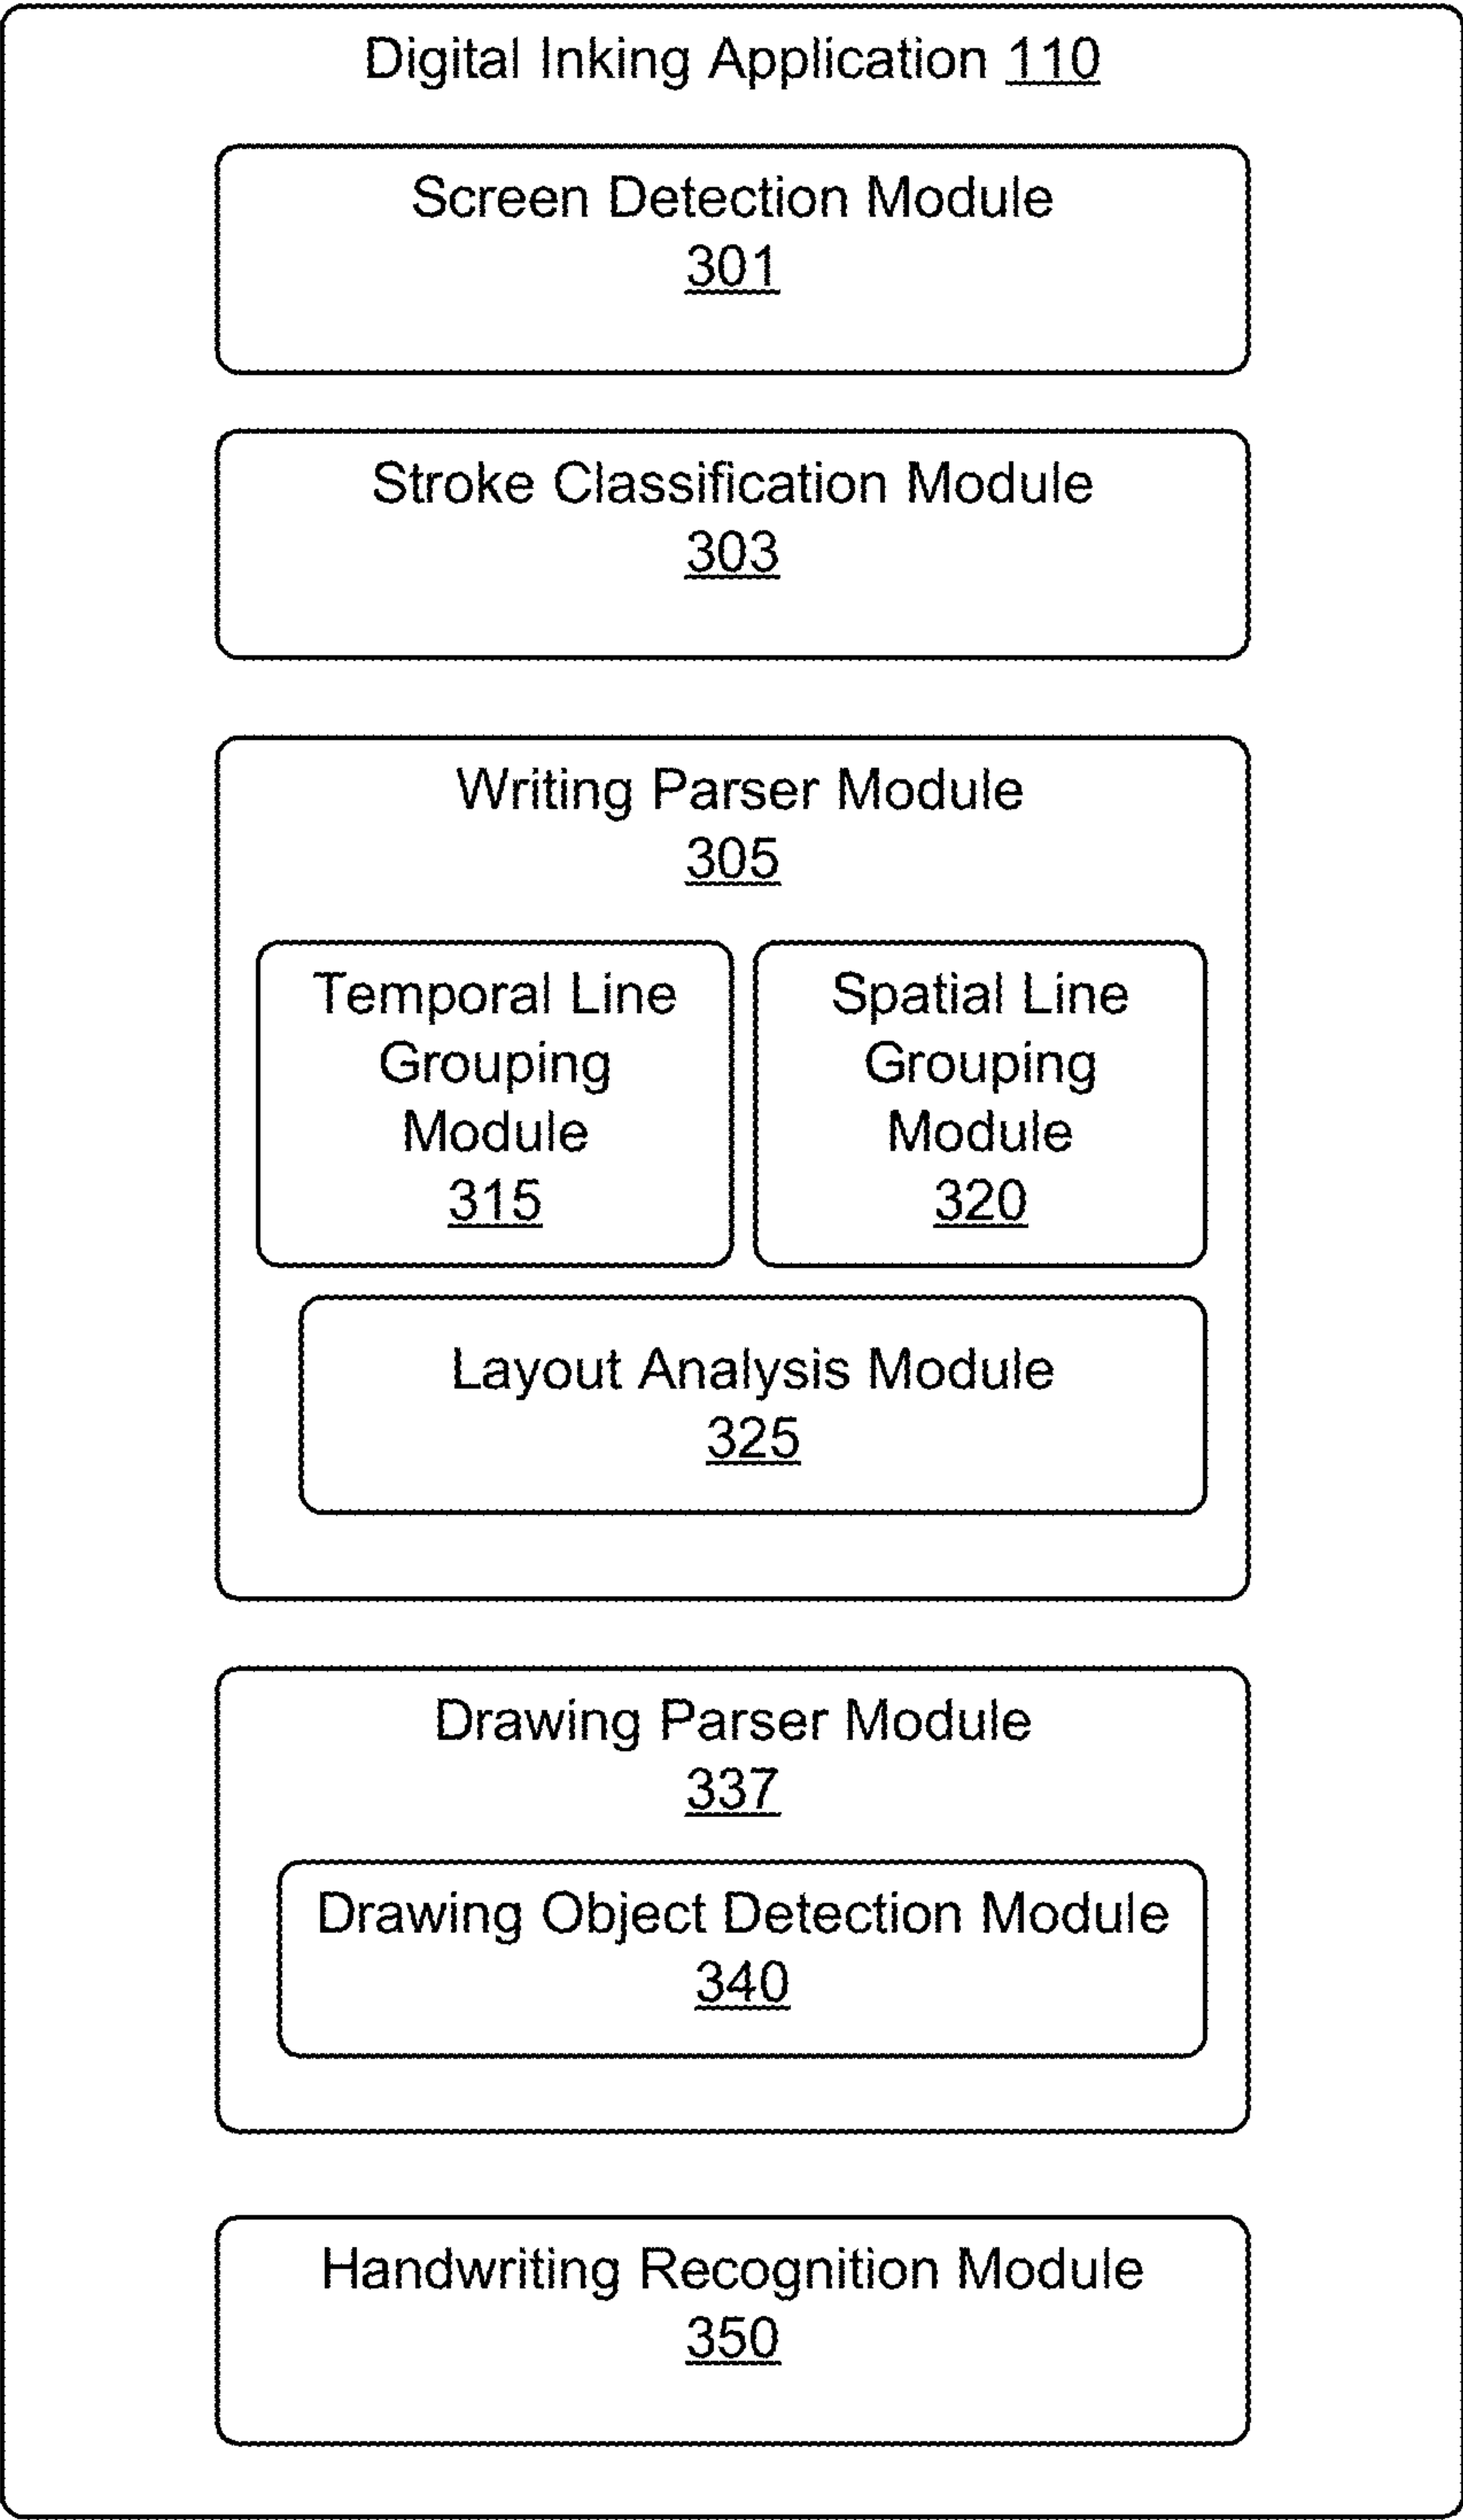 Digital Inking Application 110
Screen Detection Module
301
Stroke Classification Module
303
Writing Parser Module
305
Temporal Line
Grouping
Module
315
Spatial Line
Grouping
Module
320
Layout Analysis Module
325
Drawing Parser Module
337
Drawing Object Detection Module
340
Handwriting Recognition Module
350